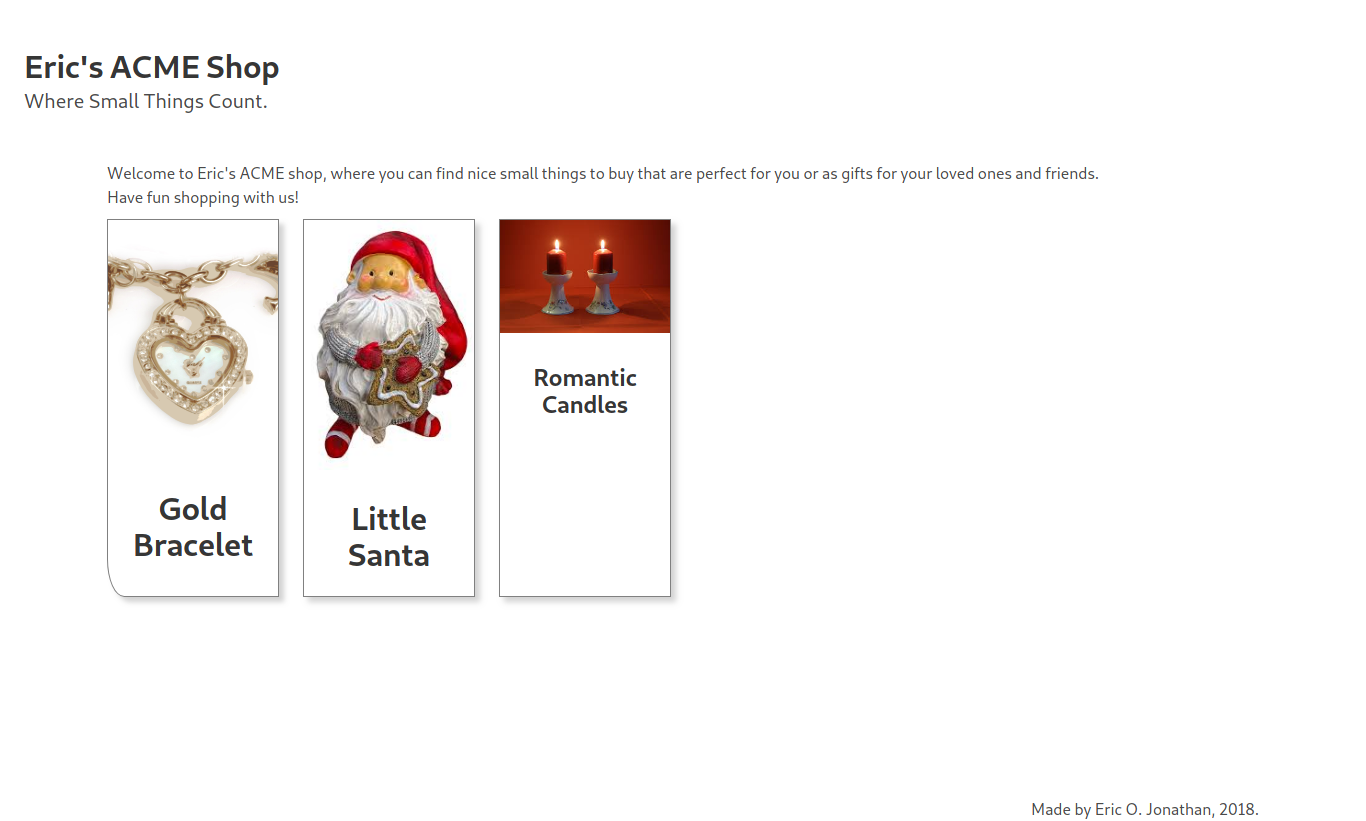 Eric's ACME Shop
Where Small Things Count.
Welcome to Eric's ACME shop, where you can find nice small things to buy that are perfect for you or as gifts for your loved ones and friends.
Have fun shopping with us!
Gold
Bracelet
Little
Santa
Romantic
Candles
Made by Eric O. Jonathan, 2018.